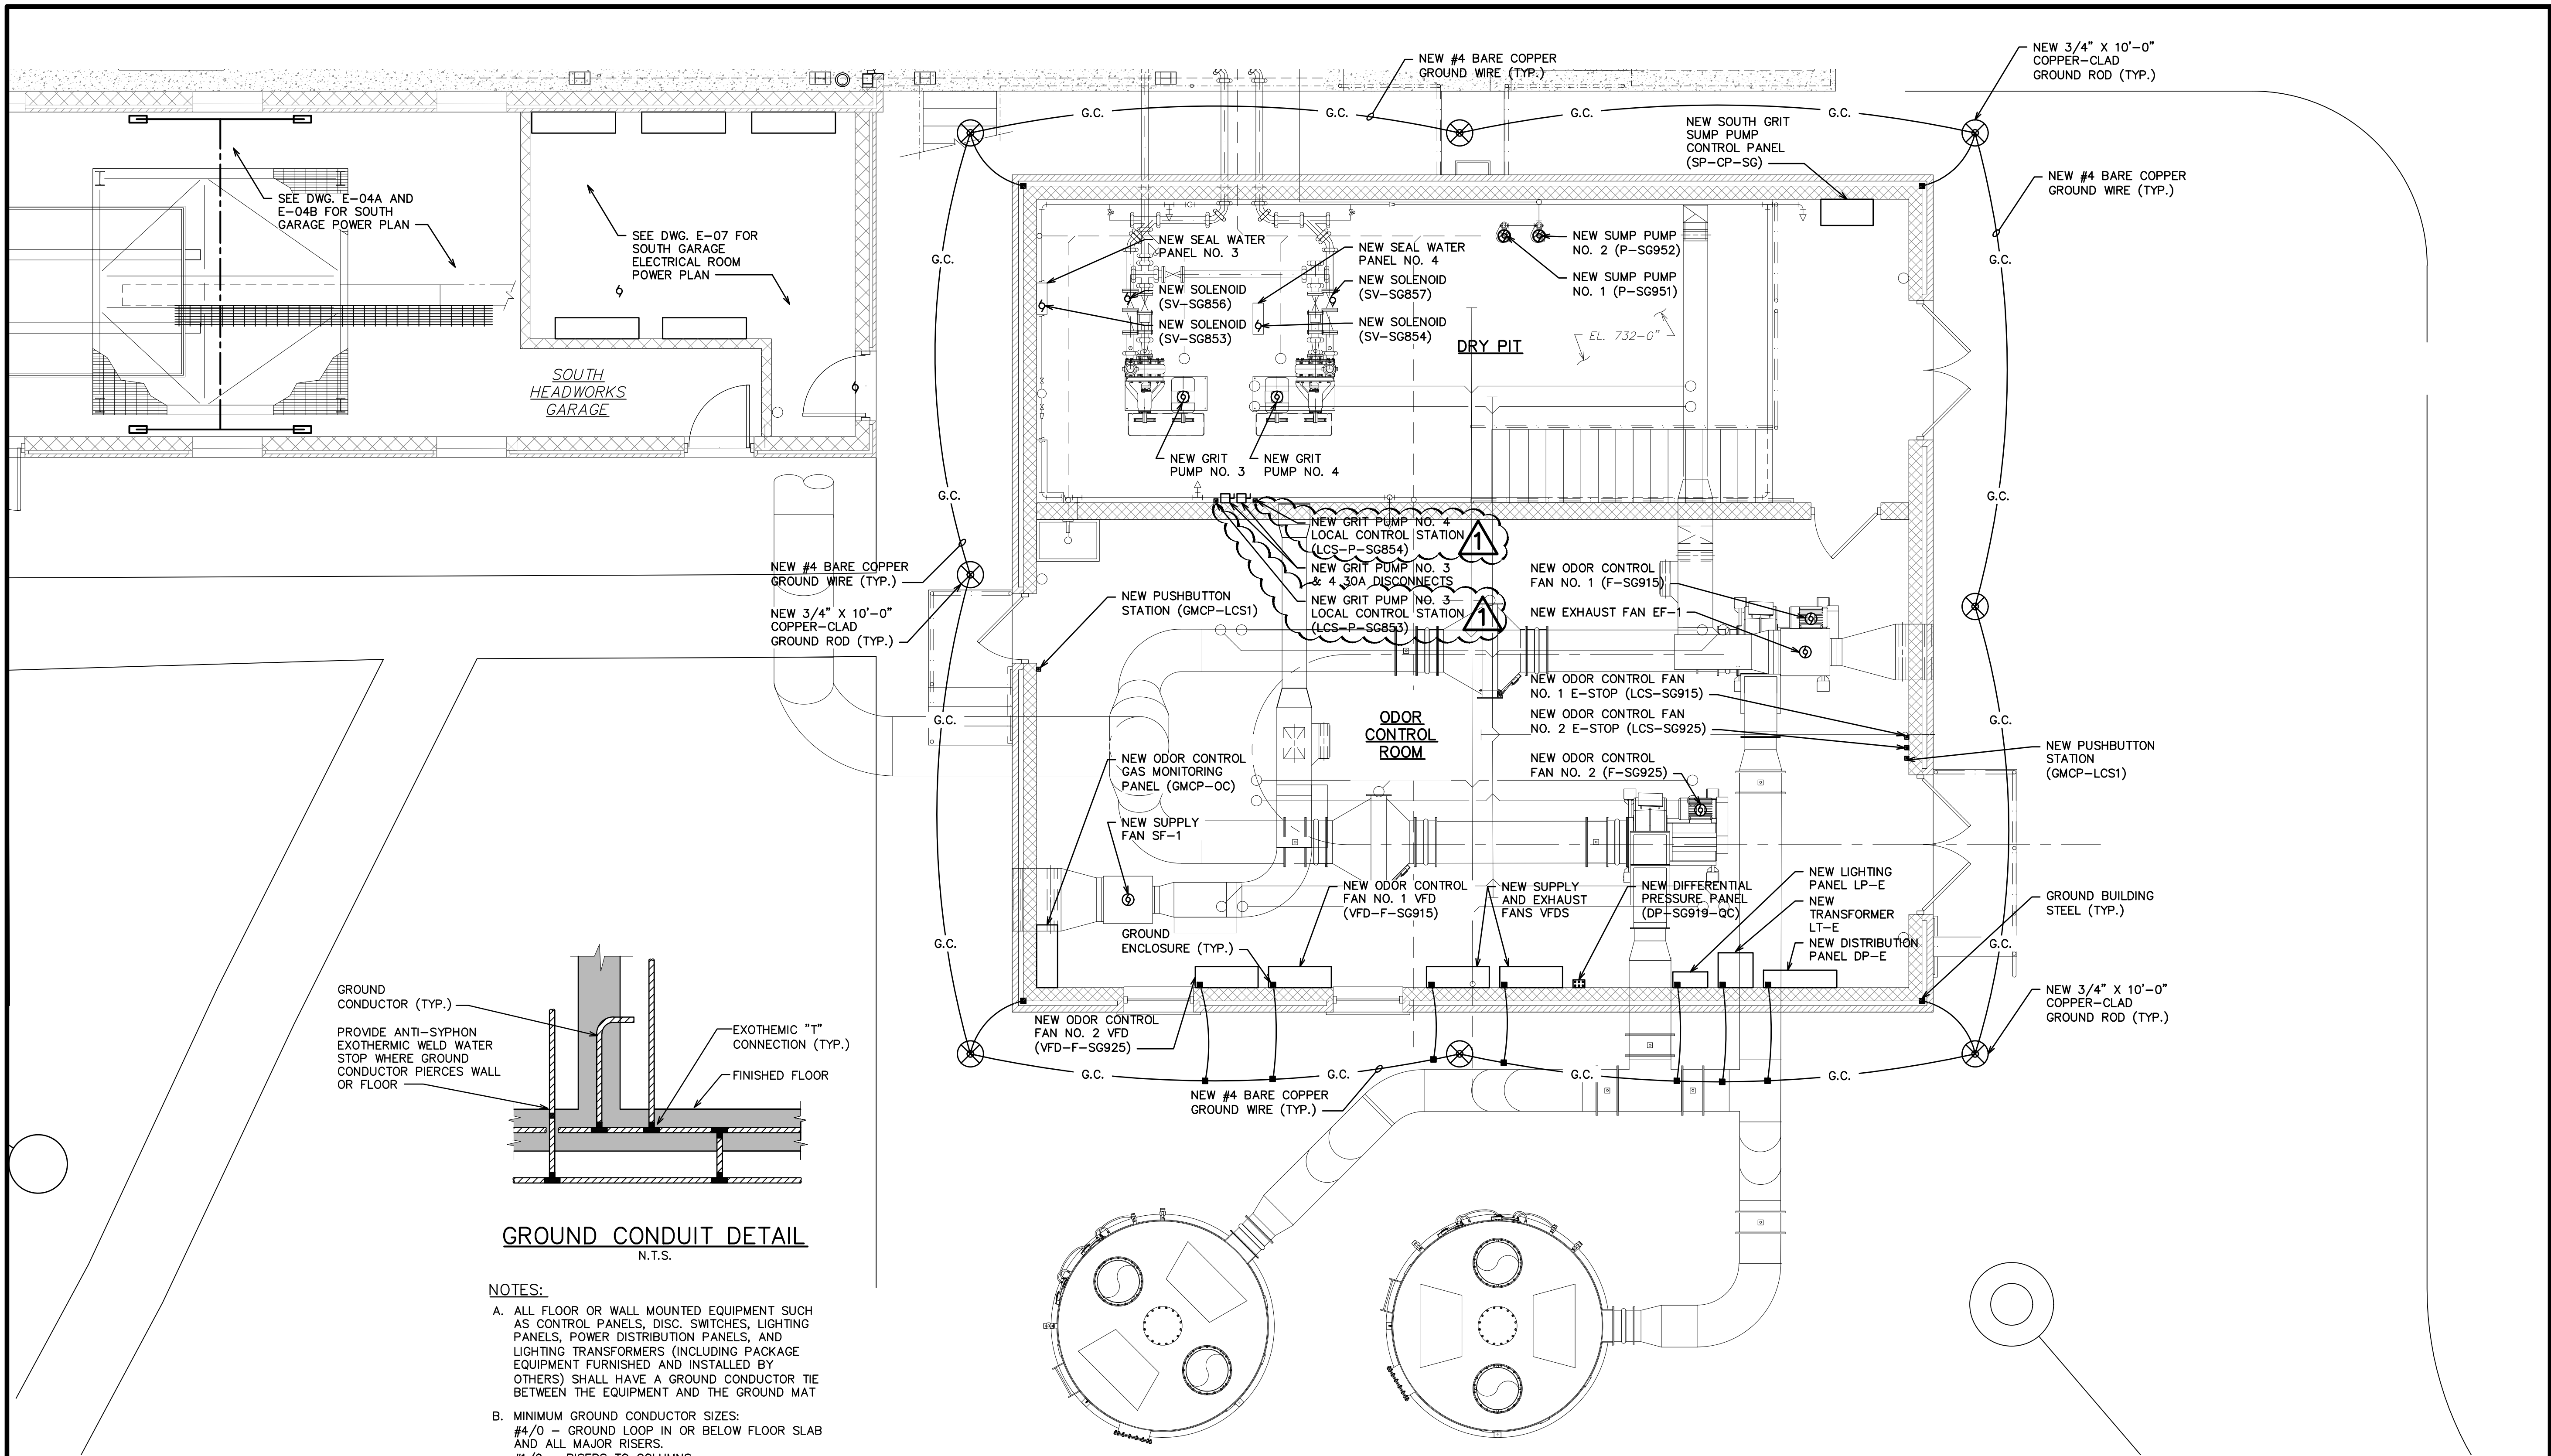 NEW #4 BARE COPPER
GROUND WIRE (TYP.)
NEW 3/4" X 10'-0"
COPPER-CLAD
GROUND ROD (TYP.)
G.C.
G.C.
G.C.
G.C.
NEW SOUTH GRIT
SUMP PUMP
CONTROL PANEL
(SP-CP-SG)
NEW #4 BARE COPPER
GROUND WIRE (TYP.)
SEE DWG. E-04A AND
E-04B FOR SOUTH
GARAGE POWER PLAN
SEE DWG. E-07 FOR
SOUTH GARAGE
ELECTRICAL ROOM
POWER PLAN
G.C.
G.C.
NEW SEAL WATER
PANEL NO. 3
NEW SEAL WATER
PANEL NO. 4
NEW SUMP PUMP
NO. 2 (P-SG952)
NEW SUMP PUMP
NO. 1 (P-SG951)
NEW SOLENOID
(SV-SG856)
NEW SOLENOID
(SV-SG857)
NEW SOLENOID
(SV-SG853)
NEW SOLENOID
(SV-SG854)
DRY PIT
EL. 732-0"
SOUTH
HEADWORKS
GARAGE
NEW GRIT
PUMP NO. 3
NEW GRIT
PUMP NO. 4
G.C.
G.C.
NEW GRIT PUMP NO. 4
LOCAL CONTROL STATION
(LCS-P-SG854)
1
NEW GRIT PUMP NO. 3
& 4 30A DISCONNECTS
NEW GRIT PUMP NO. 3
LOCAL CONTROL STATION
(LCS-P-SG853)
1
NEW #4 BARE COPPER
GROUND WIRE (TYP.)
NEW 3/4" X 10'-0"
COPPER-CLAD
GROUND ROD (TYP.)
NEW PUSHBUTTON
STATION (GMCP-LCS1)
NEW ODOR CONTROL
FAN NO. 1 (F-SG915)
NEW EXHAUST FAN EF-1
NEW ODOR CONTROL FAN
NO. 1 E-STOP (LCS-SG915)
NEW ODOR CONTROL FAN
NO. 2 E-STOP (LCS-SG925)
G.C.
G.C.
ODOR
CONTROL
ROOM
NEW ODOR CONTROL
GAS MONITORING
PANEL (GMCP-OC)
NEW ODOR CONTROL
FAN NO. 2 (F-SG925)
NEW PUSHBUTTON
STATION
(GMCP-LCS1)
NEW SUPPLY
FAN SF-1
NEW ODOR CONTROL
FAN NO. 1 VFD
(VFD-F-SG915)
NEW SUPPLY
AND EXHAUST
FANS VFDS
NEW DIFFERENTIAL
PRESSURE PANEL
(DP-SG919-QC)
NEW LIGHTING
PANEL LP-E
NEW
TRANSFORMER
LT-E
NEW DISTRIBUTION
PANEL DP-E
GROUND BUILDING
STEEL (TYP.)
GROUND
ENCLOSURE (TYP.)
G.C.
G.C.
NEW 3/4" X 10'-0"
COPPER-CLAD
GROUND ROD (TYP.)
NEW ODOR CONTROL
FAN NO. 2 VFD
(VFD-F-SG925)
G.C.
G.C.
G.C.
G.C.
NEW #4 BARE COPPER
GROUND WIRE (TYP.)
GROUND
CONDUCTOR (TYP.)
PROVIDE ANTI-SYPHON
EXOTHERMIC WELD WATER
STOP WHERE GROUND
CONDUCTOR PIERCES WALL
OR FLOOR
EXOTHEMIC "T"
CONNECTION (TYP.)
FINISHED FLOOR
GROUND CONDUIT DETAIL
N.T.S.
NOTES:
A. ALL FLOOR OR WALL MOUNTED EQUIPMENT SUCH
AS CONTROL PANELS, DISC. SWITCHES, LIGHTING
PANELS, POWER DISTRIBUTION PANELS, AND
LIGHTING TRANSFORMERS (INCLUDING PACKAGE
EQUIPMENT FURNISHED AND INSTALLED BY
OTHERS) SHALL HAVE A GROUND CONDUCTOR TIE
BETWEEN THE EQUIPMENT AND THE GROUND MAT
B. MINIMUM GROUND CONDUCTOR SIZES:
#4/0 - GROUND LOOP IN OR BELOW FLOOR SLAB
AND ALL MAJOR RISERS.